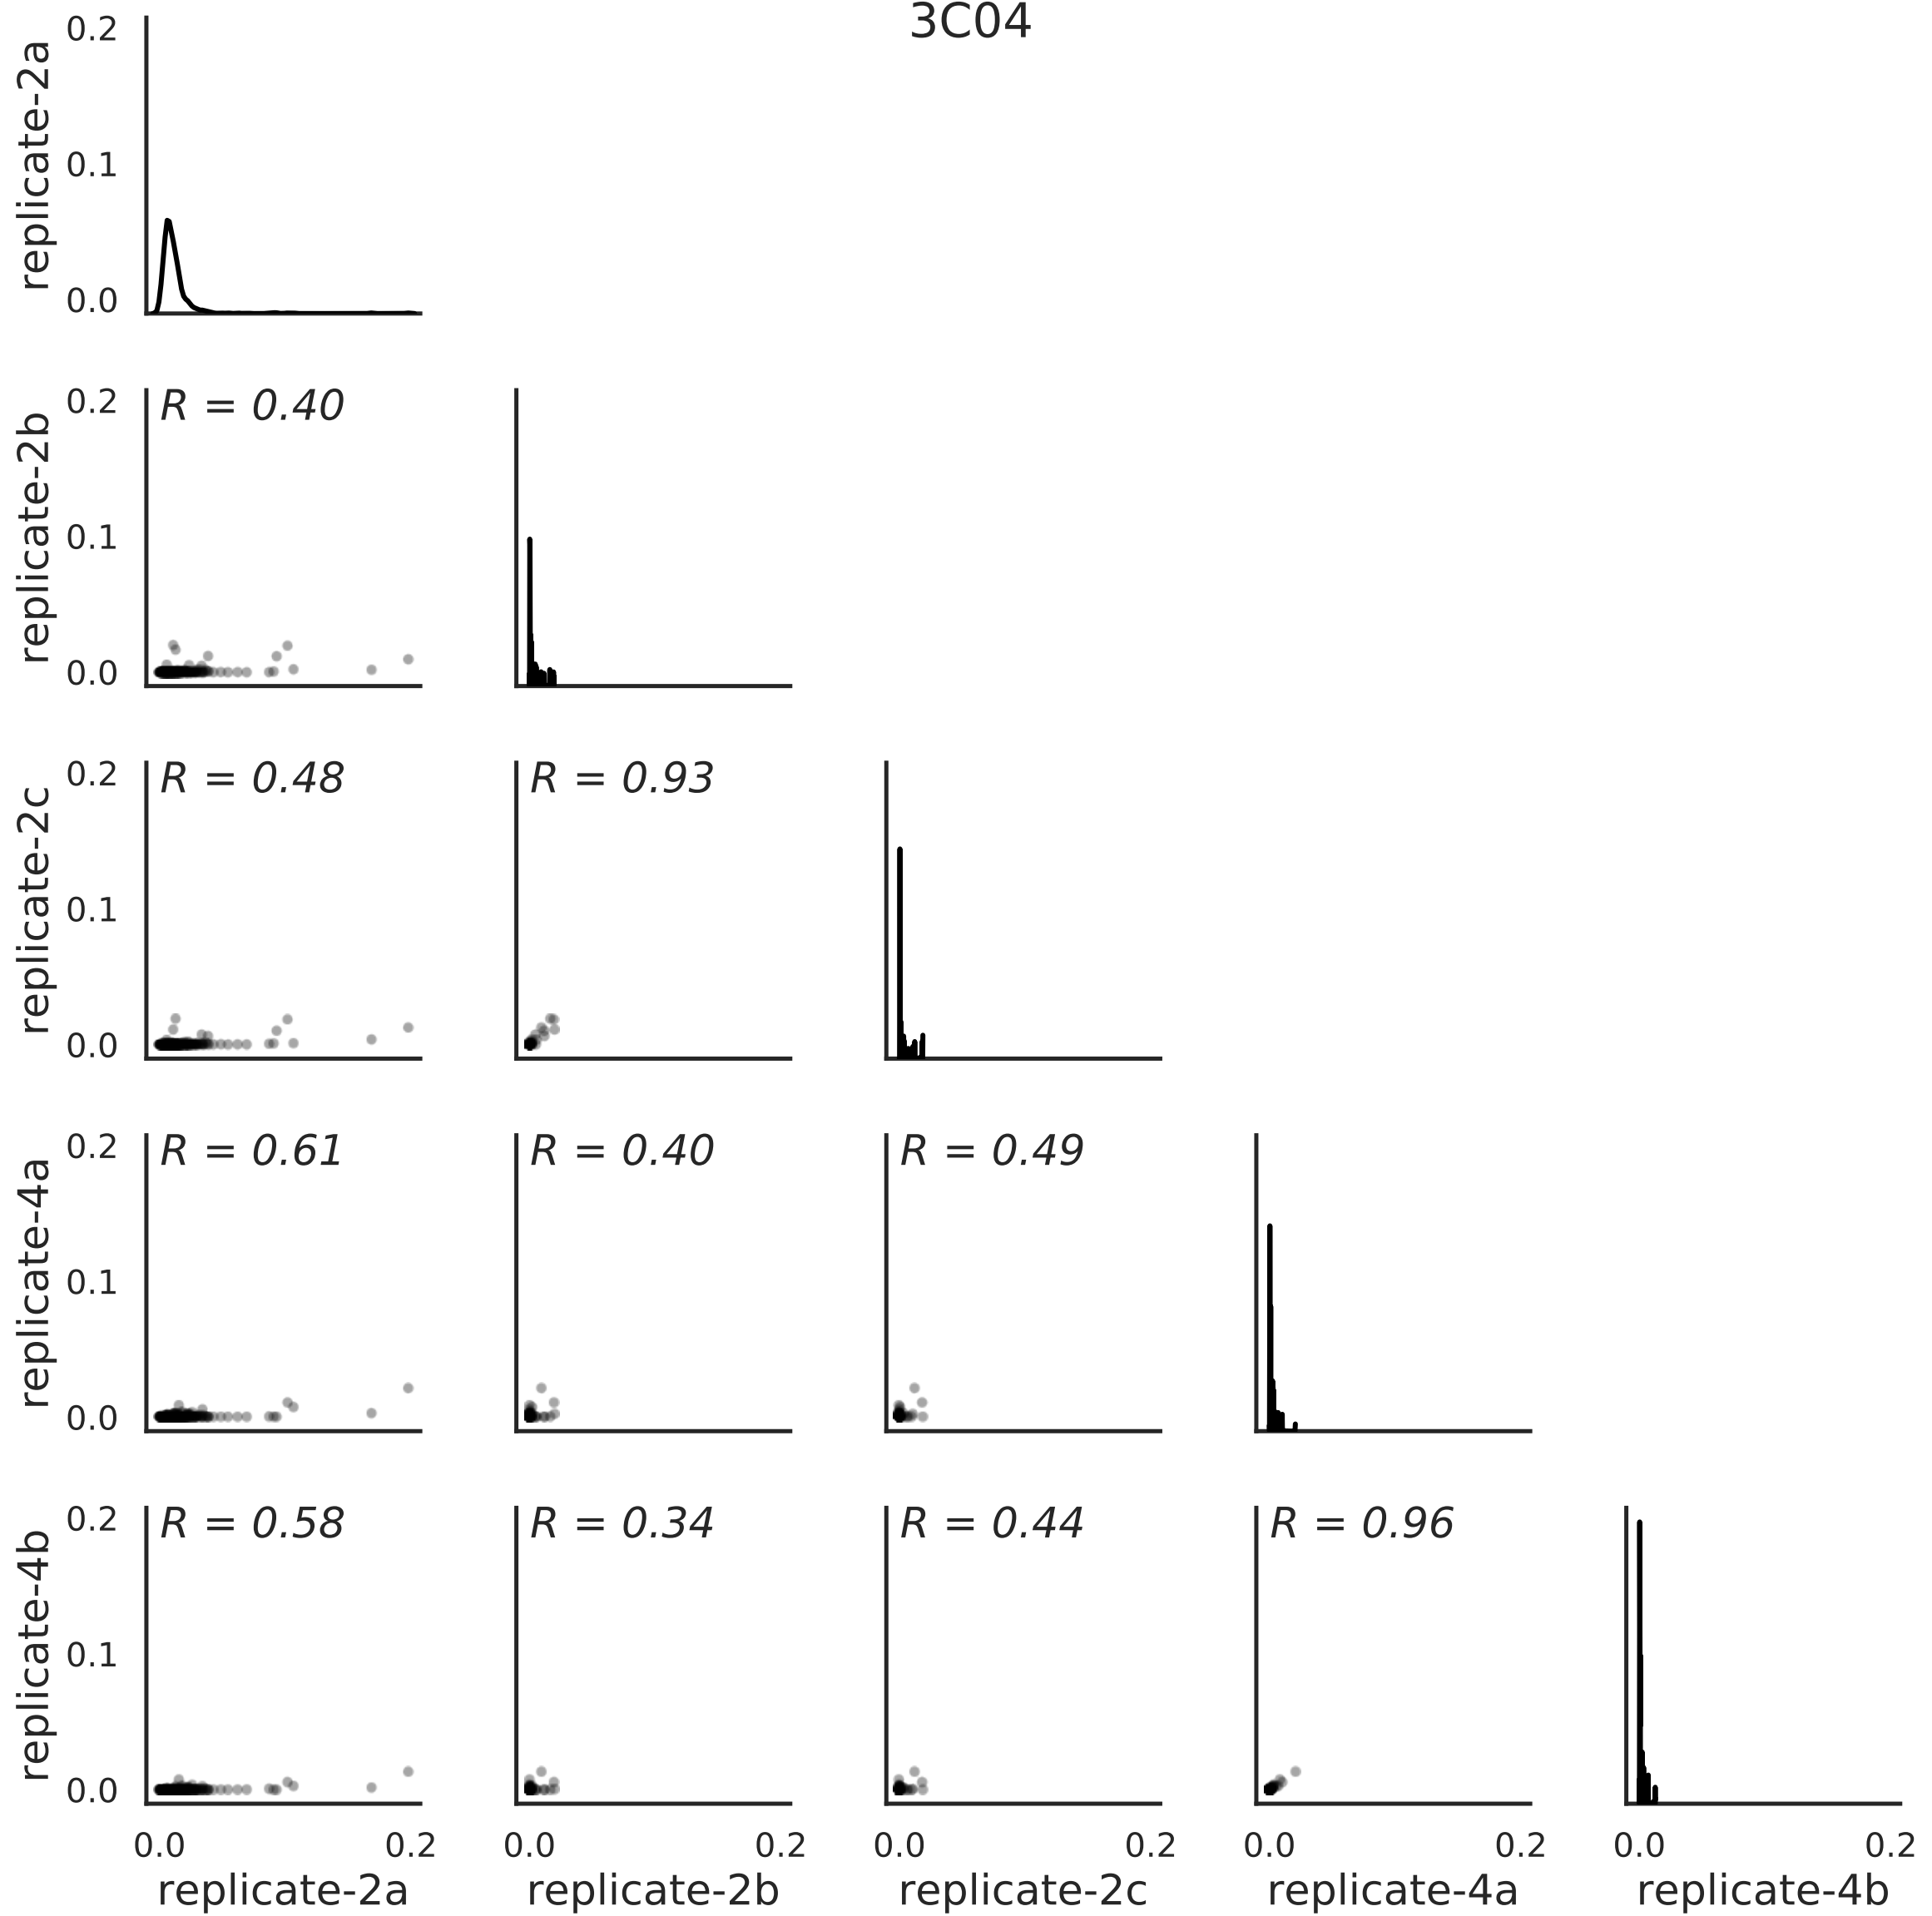 3C04
replicate-2a
0.2
0.1
0.0
replicate-2b
0.2
0.1
0.0
R = 0.40
replicate-2c
0.2
0.1
0.0
R = 0.48
R = 0.93
replicate-4a
0.2
0.1
0.0
R = 0.61
R = 0.40
R = 0.49
replicate-4b
0.2
0.1
0.0
R = 0.58
R = 0.34
R = 0.44
R = 0.96
0.0 0.2
0.0 0.2
0.0 0.2
0.0 0.2
0.0 0.2
replicate-2a
replicate-2b
replicate-2c
replicate-4a
replicate-4b